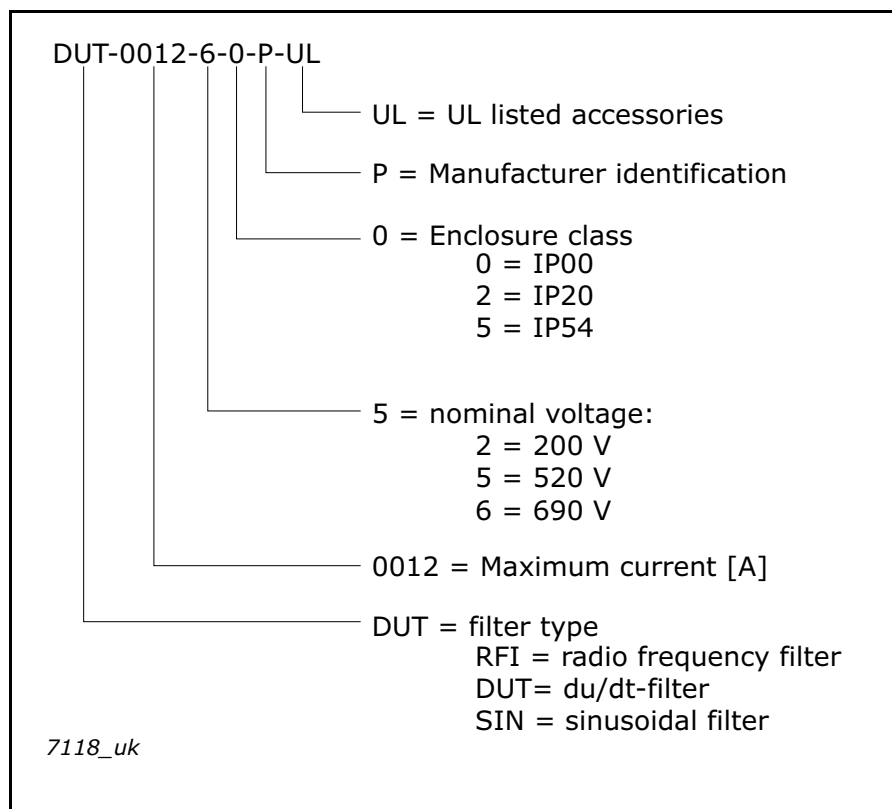 DUT-0012-6-0-P-UL
UL = UL listed accessories
P = Manufacturer identification
0 = Enclosure class
0 = IP00
2 = IP20
5 = IP54
5 = nominal voltage:
2 = 200 V
5 = 520 V
6 = 690 V
0012 = Maximum current [A]
DUT = filter type
RFI = radio frequency filter
DUT= du/dt-filter
SIN = sinusoidal filter
7118_uk